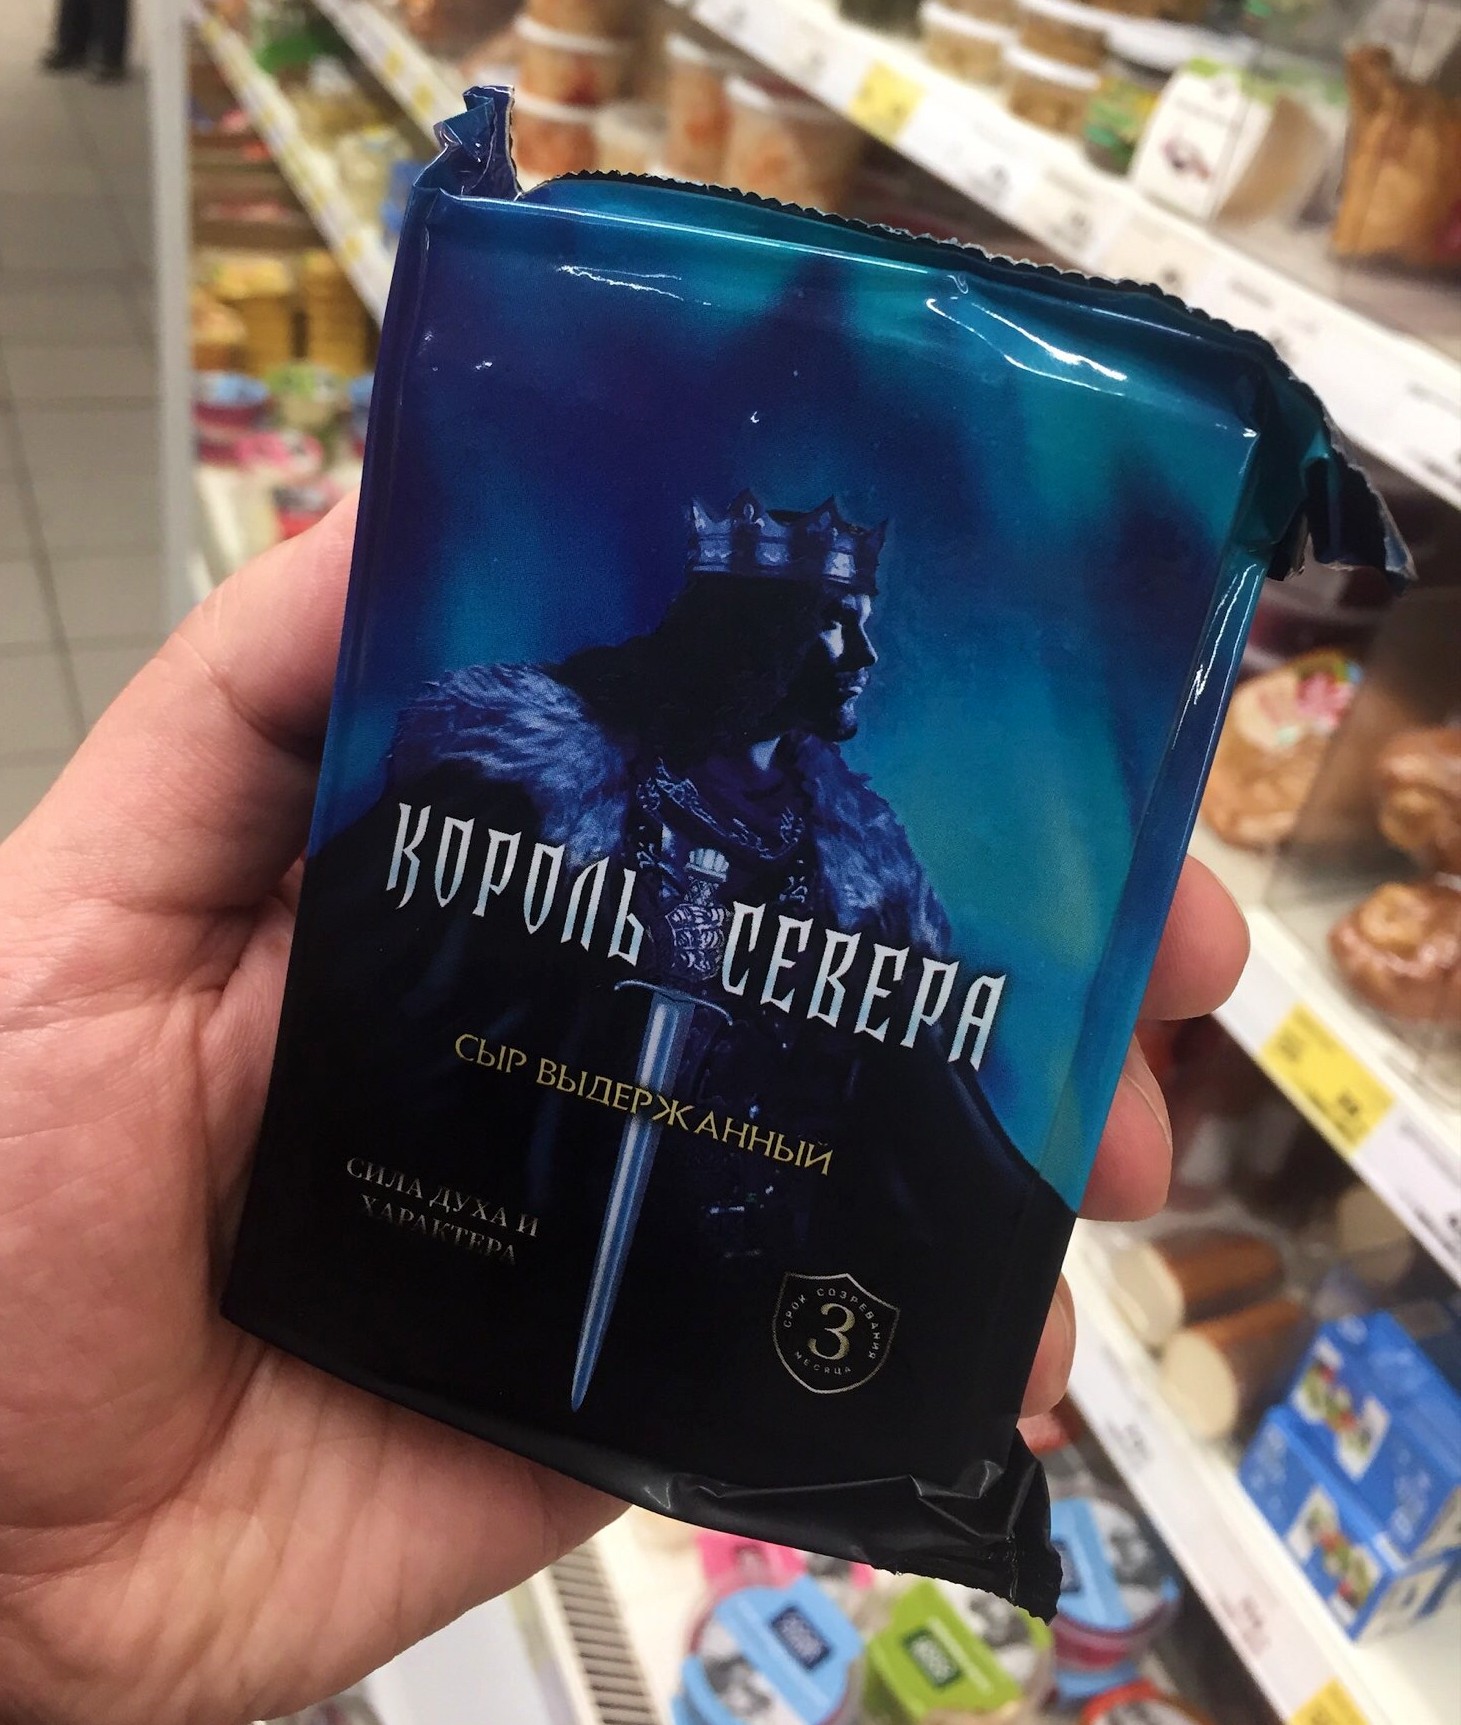 КОРОЛЬ СЕВЕРА
СЫР ВЫДЕРЖАННЫЙ
СИЛА ДУХА И
ХАРАКТЕРА
СРОК СОЗРЕВАНИЯ
3
МЕСЯЦА